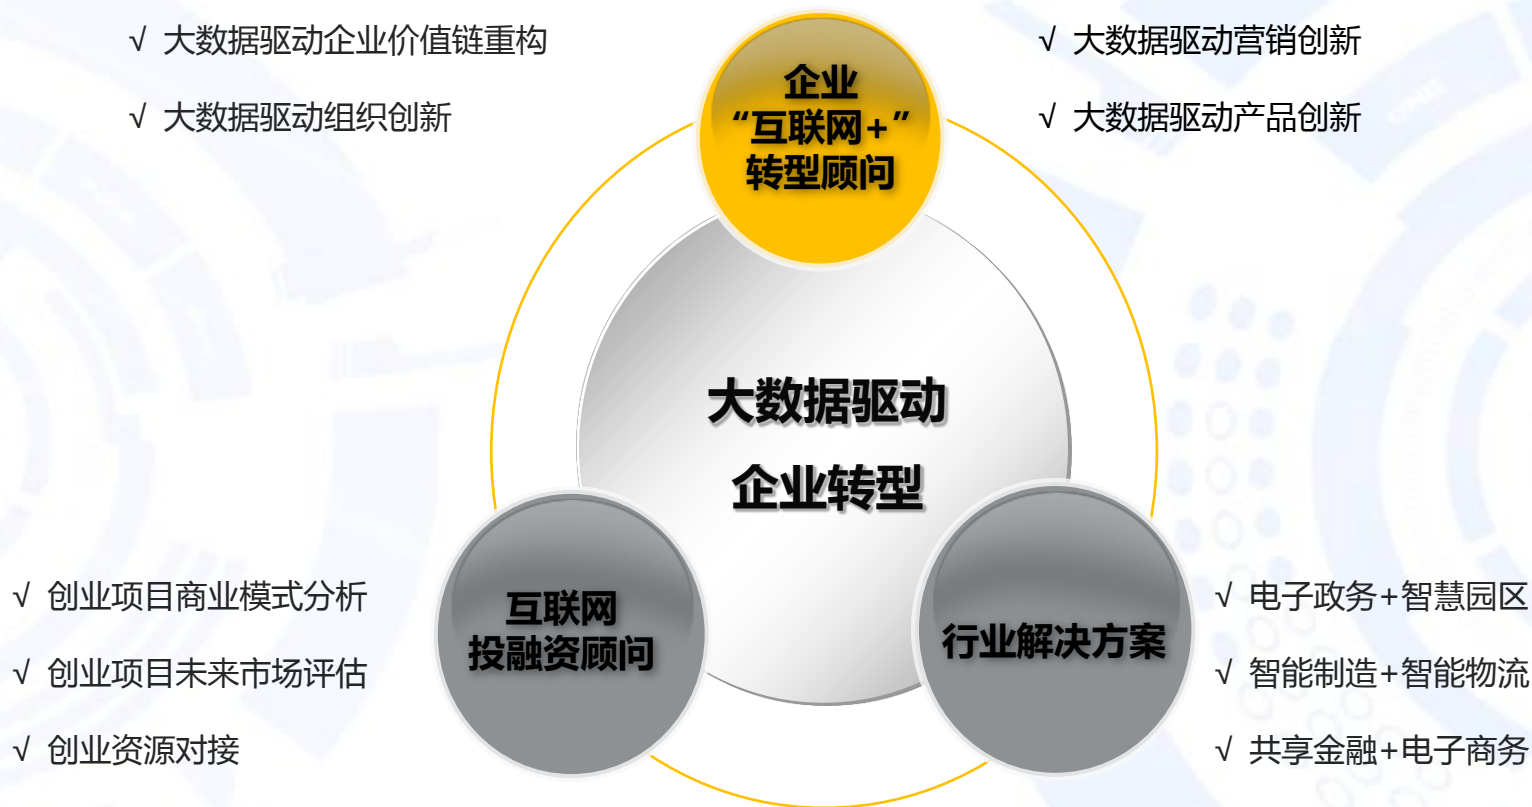 √ 大数据驱动企业价值链重构
√ 大数据驱动组织创新
企业
“互联网+”
转型顾问
√ 大数据驱动营销创新
√ 大数据驱动产品创新
大数据驱动
企业转型
互联网
投融资顾问
√ 创业项目商业模式分析
√ 创业项目未来市场评估
√ 创业资源对接
行业解决方案
√ 电子政务+智慧园区
√ 智能制造+智能物流
√ 共享金融+电子商务